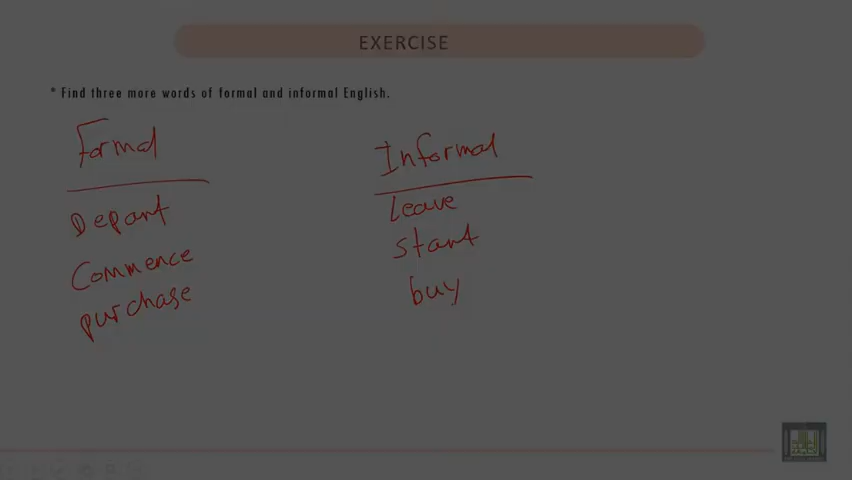 EXERCISE
* Find three more words of formal and informal English.
Formal Informal
Depart leave
Commence start
purchase buy